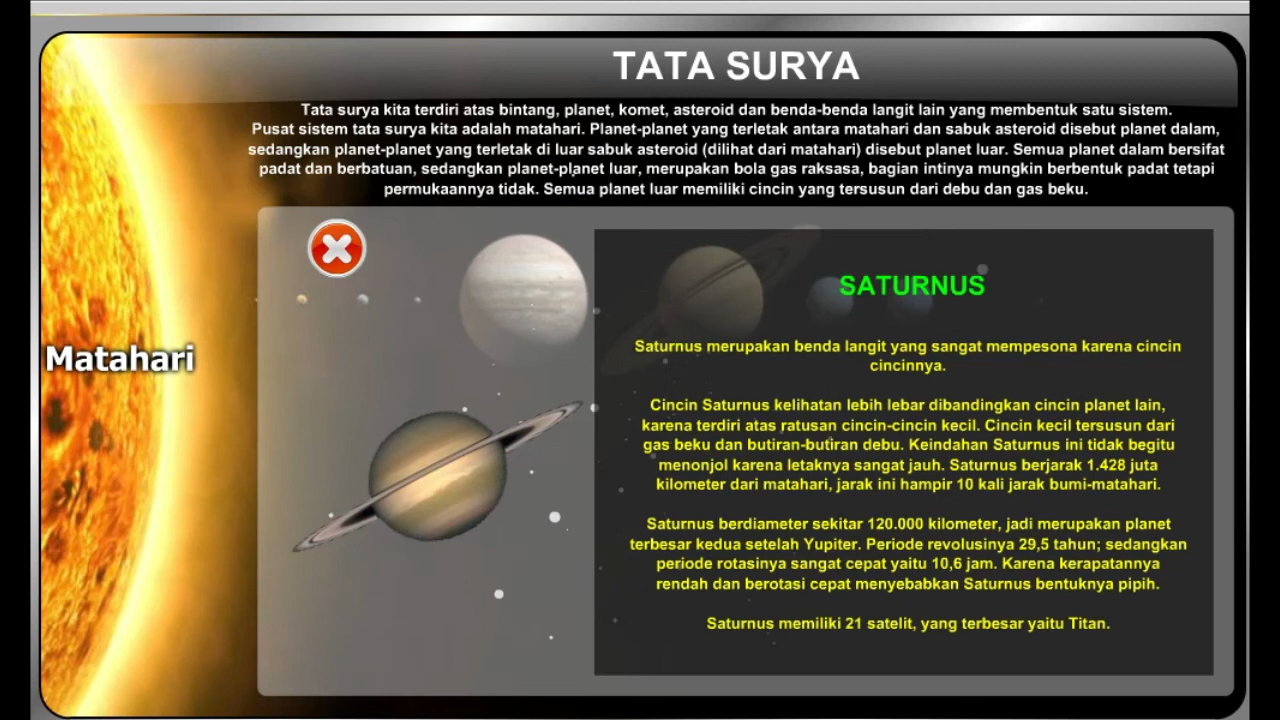 TATA SURYA
Tata surya kita terdiri atas bintang, planet, komet, asteroid dan benda-benda langit lain yang membentuk satu sistem.
Pusat sistem tata surya kita adalah matahari. Planet-planet yang terletak antara matahari dan sabuk asteroid disebut planet dalam,
sedangkan planet-planet yang terletak di luar sabuk asteroid (dilihat dari matahari) disebut planet luar. Semua planet dalam bersifat
padat dan berbatuan, sedangkan planet-planet luar, merupakan bola gas raksasa, bagian intinya mungkin berbentuk padat tetapi
permukaannya tidak. Semua planet luar memiliki cincin yang tersusun dari debu dan gas beku.
Matahari
SATURNUS
Saturnus merupakan benda langit yang sangat mempesona karena cincin
cincinnya.
Cincin Saturnus kelihatan lebih lebar dibandingkan cincin planet lain,
karena terdiri atas ratusan cincin-cincin kecil. Cincin kecil tersusun dari
gas beku dan butiran-butiran debu. Keindahan Saturnus ini tidak begitu
menonjol karena letaknya sangat jauh. Saturnus berjarak 1.428 juta
kilometer dari matahari, jarak ini hampir 10 kali jarak bumi-matahari.
Saturnus berdiameter sekitar 120.000 kilometer, jadi merupakan planet
terbesar kedua setelah Yupiter. Periode revolusinya 29,5 tahun; sedangkan
periode rotasinya sangat cepat yaitu 10,6 jam. Karena kerapatannya
rendah dan berotasi cepat menyebabkan Saturnus bentuknya pipih.
Saturnus memiliki 21 satelit, yang terbesar yaitu Titan.